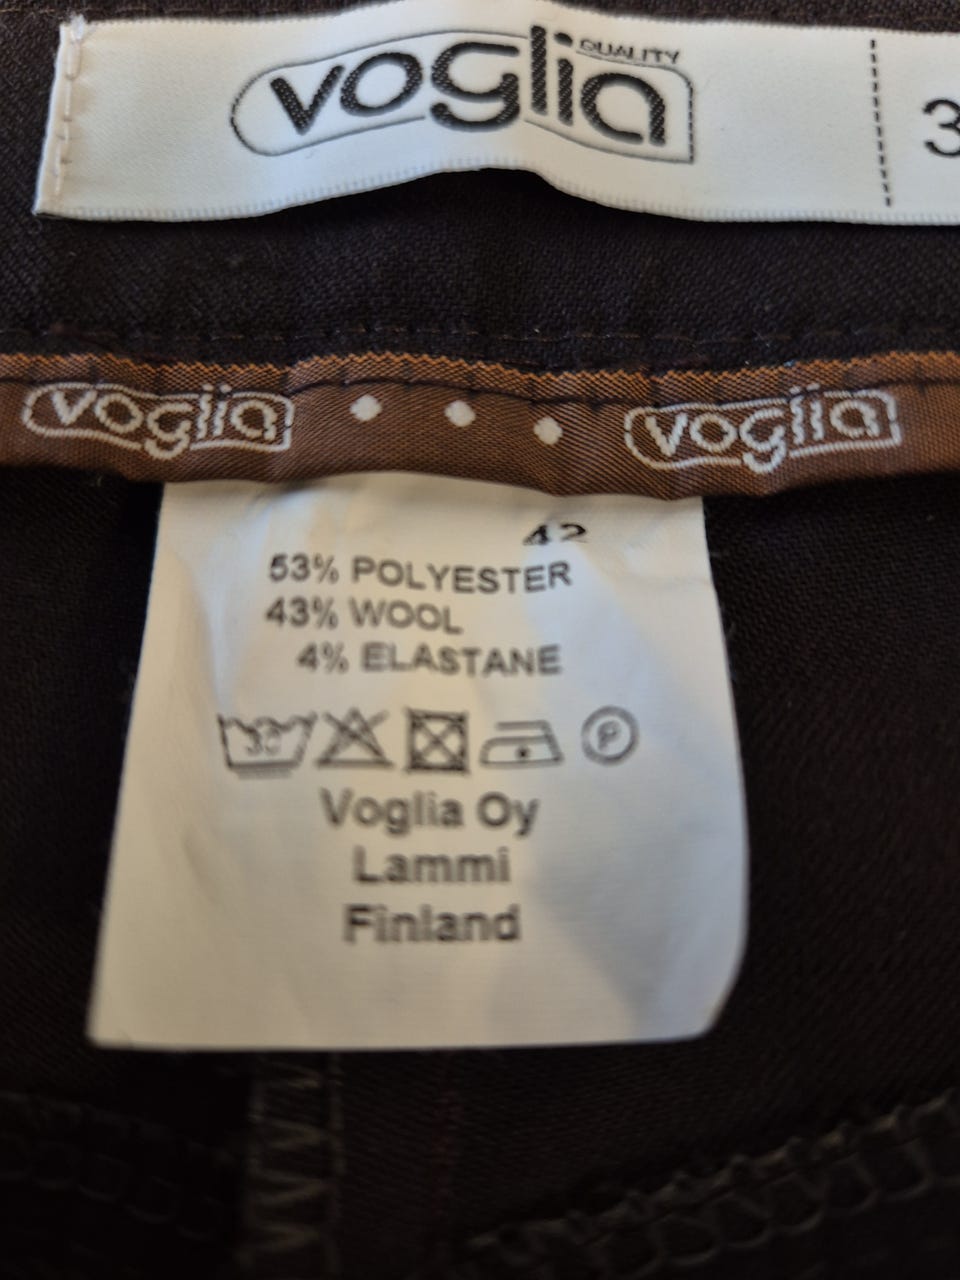 voglia
QUALITY
3
voglia voglia
42
53% POLYESTER
43% WOOL
4% ELASTANE
30 P
Voglia Oy
Lammi
Finland